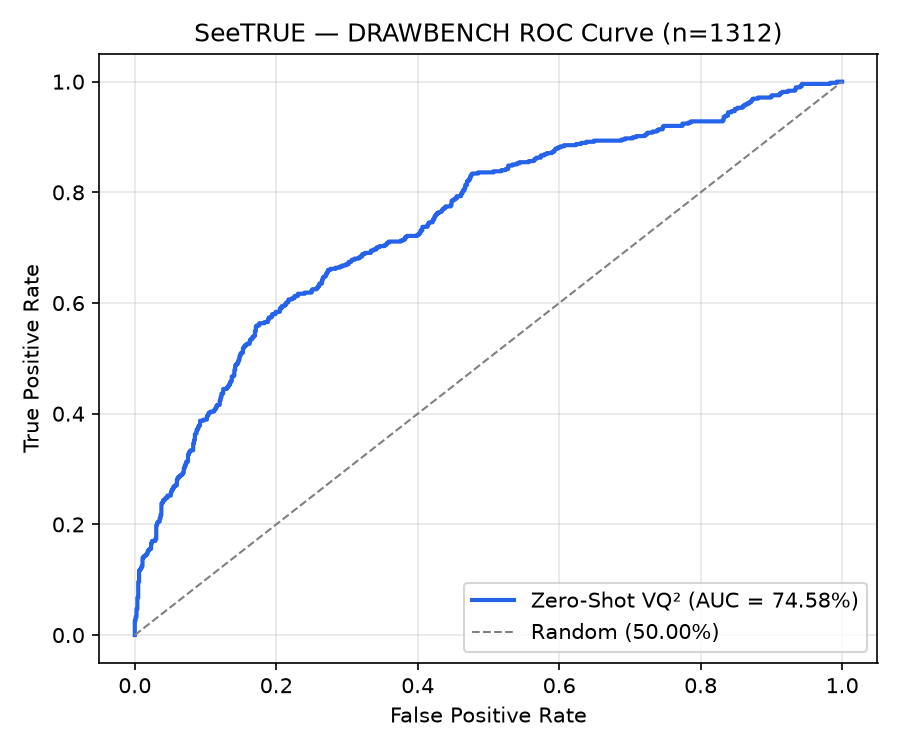 SeeTRUE — DRAWBENCH ROC Curve (n=1312)
True Positive Rate
1.0
0.8
0.6
0.4
0.2
0.0
Zero-Shot VQ² (AUC = 74.58%)
Random (50.00%)
0.0 0.2 0.4 0.6 0.8 1.0
False Positive Rate